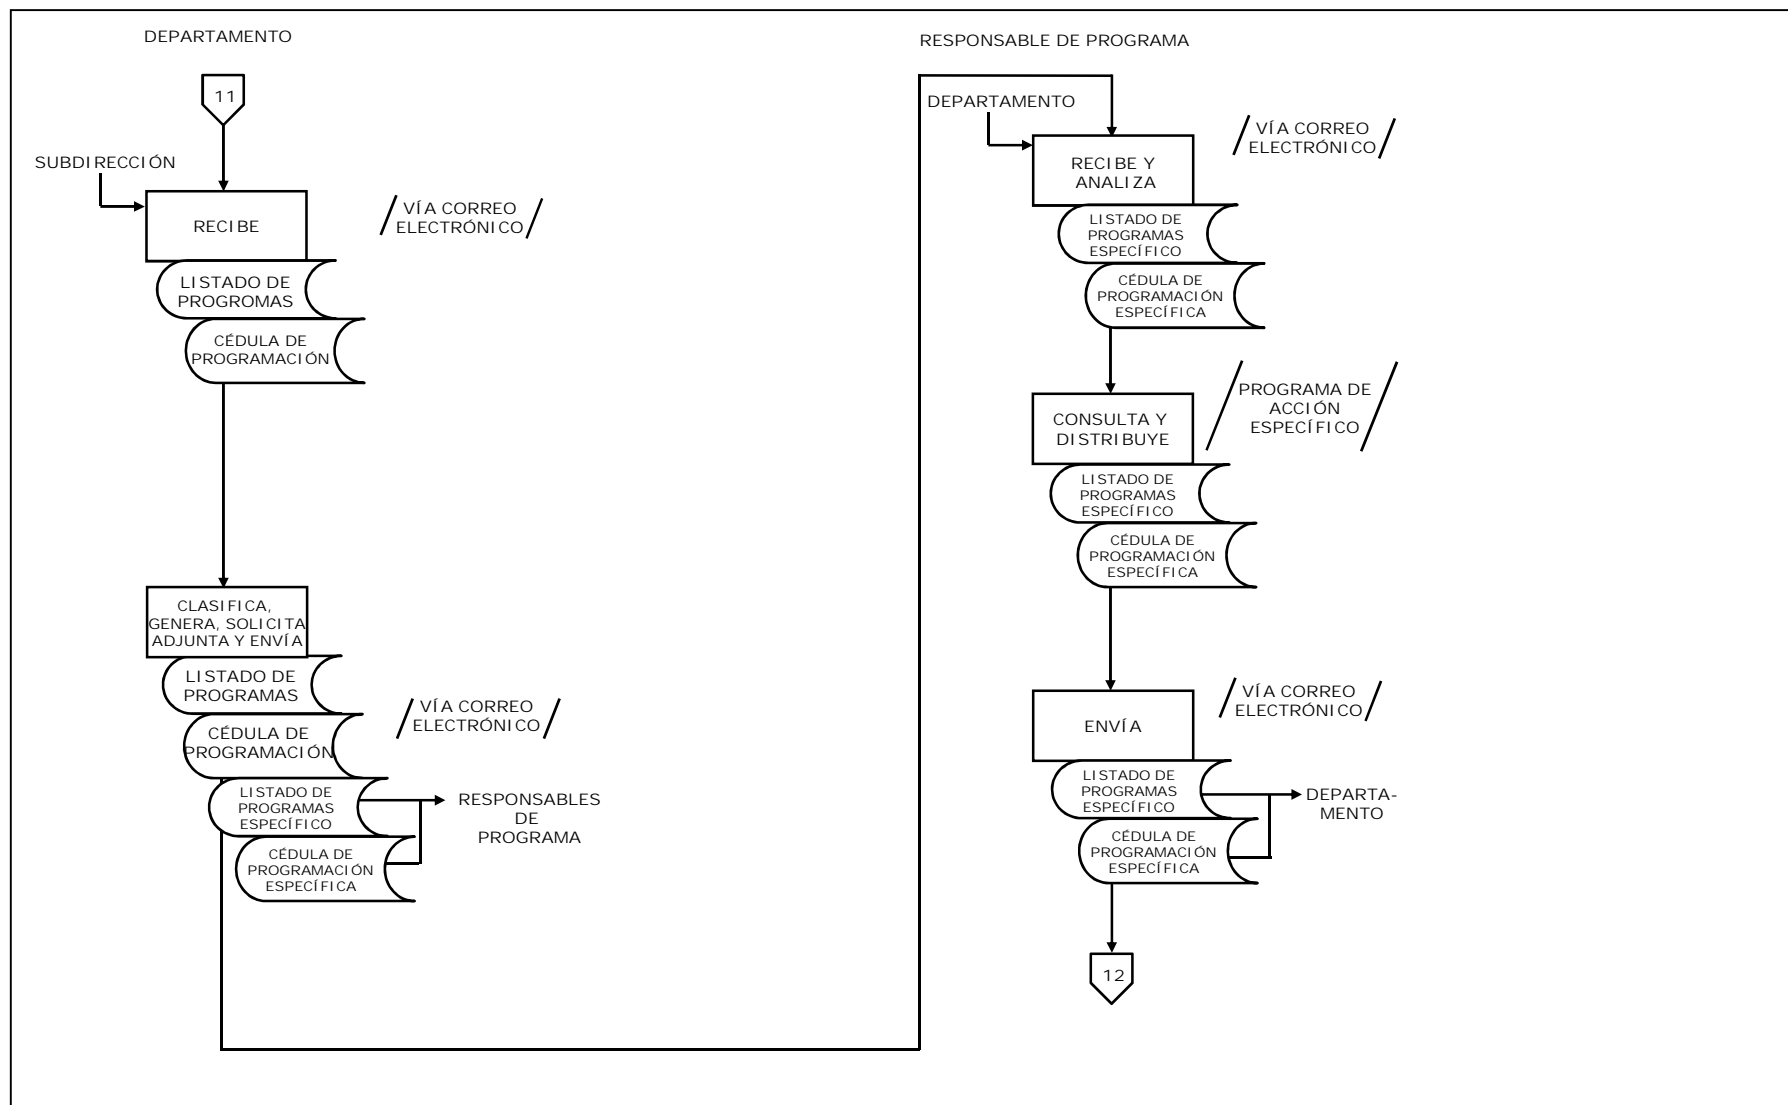 DEPARTAMENTO
11
SUBDIRECCIÓN
RECIBE
VÍA CORREO
ELECTRÓNICO
LISTADO DE
PROGROMAS
CÉDULA DE
PROGRAMACIÓN
CLASIFICA,
GENERA, SOLICITA
ADJUNTA Y ENVÍA
LISTADO DE
PROGRAMAS
CÉDULA DE
PROGRAMACIÓN
VÍA CORREO
ELECTRÓNICO
LISTADO DE
PROGRAMAS
ESPECÍFICO
CÉDULA DE
PROGRAMACIÓN
ESPECÍFICA
RESPONSABLES
DE
PROGRAMA
RESPONSABLE DE PROGRAMA
DEPARTAMENTO
RECIBE Y
ANALIZA
VÍA CORREO
ELECTRÓNICO
LISTADO DE
PROGRAMAS
ESPECÍFICO
CÉDULA DE
PROGRAMACIÓN
ESPECÍFICA
CONSULTA Y
DISTRIBUYE
PROGRAMA DE
ACCIÓN
ESPECÍFICO
LISTADO DE
PROGRAMAS
ESPECÍFICO
CÉDULA DE
PROGRAMACIÓN
ESPECÍFICA
ENVÍA
VÍA CORREO
ELECTRÓNICO
LISTADO DE
PROGRAMAS
ESPECÍFICO
CÉDULA DE
PROGRAMACIÓN
ESPECÍFICA
DEPARTA-
MENTO
12